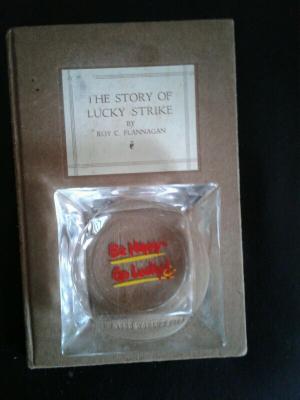 THE STORY OF
LUCKY STRIKE
BY
ROY C. FLANNAGAN
Be Happy-
Go Lucky!